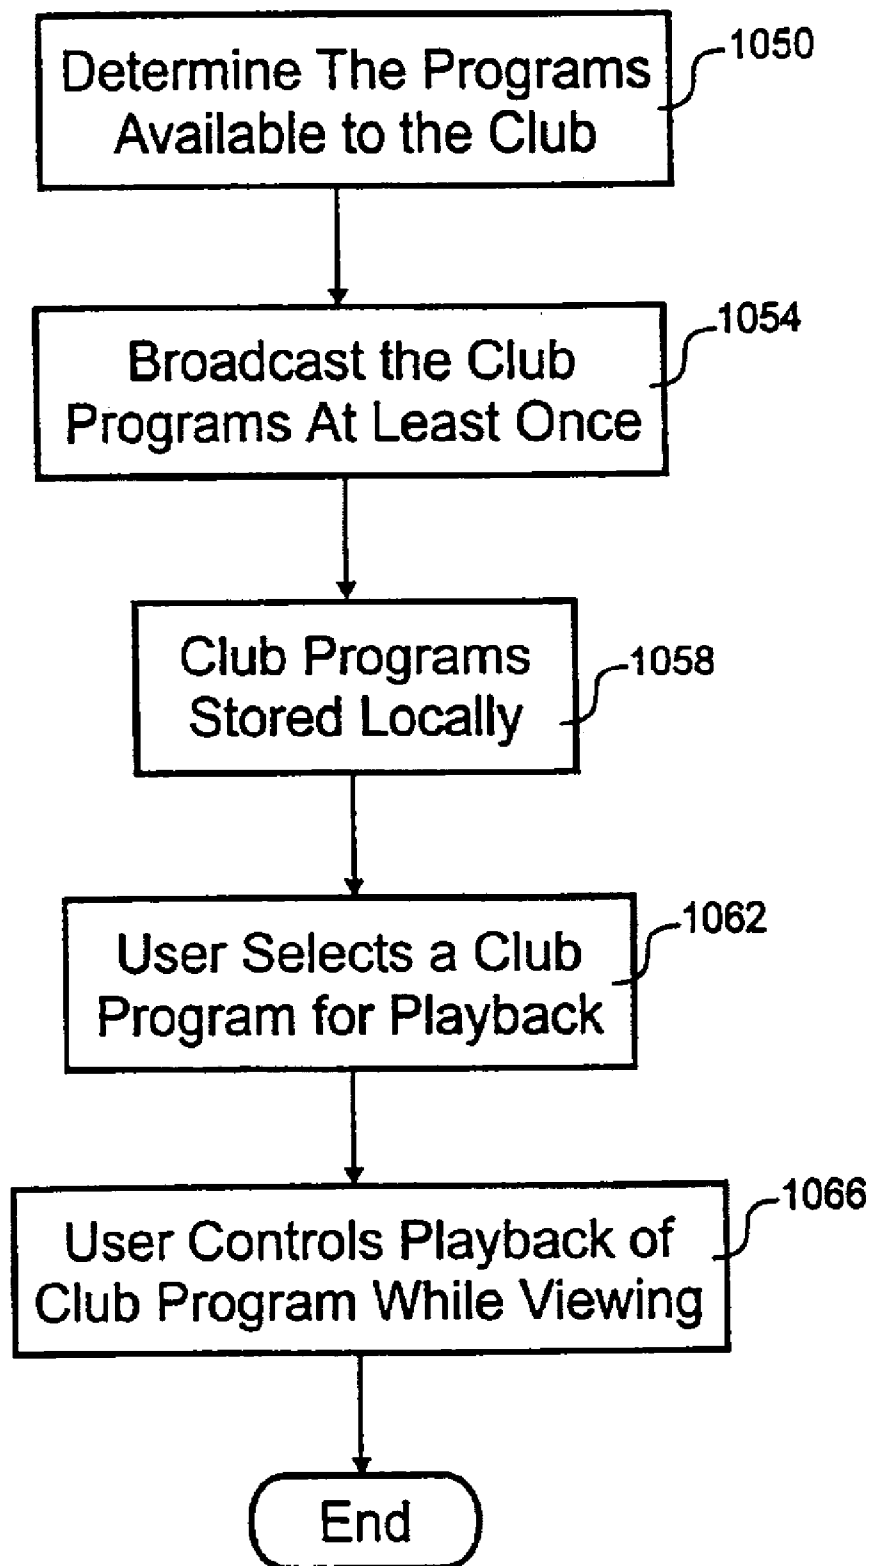 Determine The Programs
Available to the Club
1050
Broadcast the Club
Programs At Least Once
1054
Club Programs
Stored Locally
1058
User Selects a Club
Program for Playback
1062
User Controls Playback of
Club Program While Viewing
1066
End